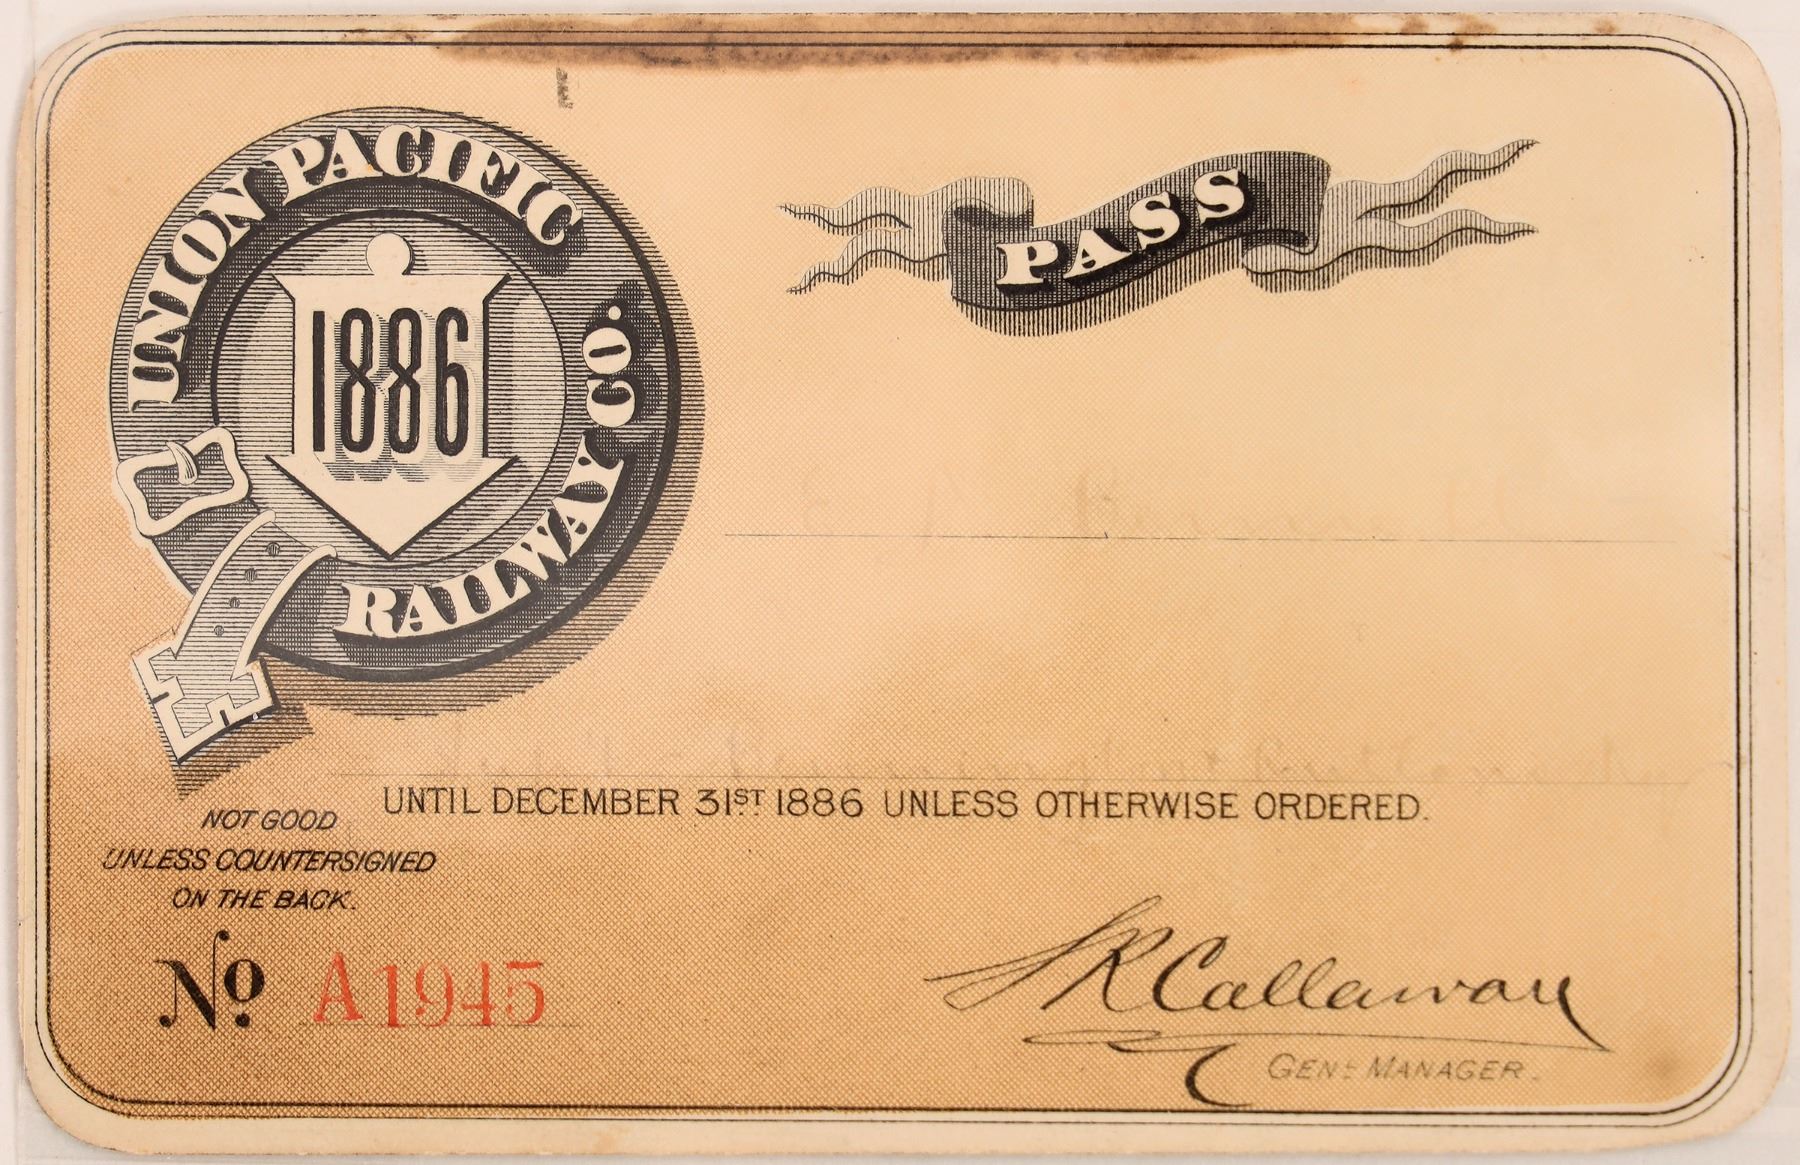 UNION PACIFIC
RAILWAY CO.
1886
PASS
UNTIL DECEMBER 31ST 1886 UNLESS OTHERWISE ORDERED.
NOT GOOD
UNLESS COUNTERSIGNED
ON THE BACK.
No. A1945
S R Callaway
GENL MANAGER.